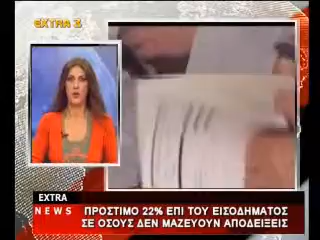 EXTRA 3
EXTRA
NEWS
ΠΡΟΣΤΙΜΟ 22% ΕΠΙ ΤΟΥ ΕΙΣΟΔΗΜΑΤΟΣ
ΣΕ ΟΣΟΥΣ ΔΕΝ ΜΑΖΕΥΟΥΝ ΑΠΟΔΕΙΞΕΙΣ